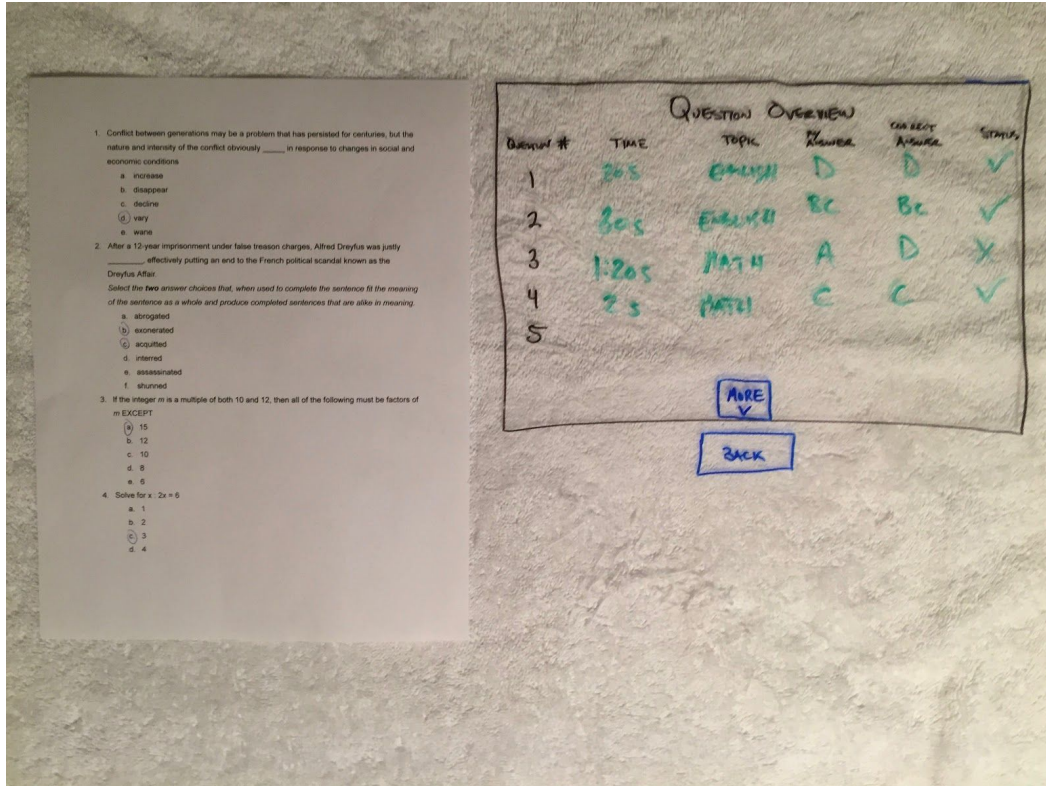 1. Conflict between generations may be a problem that has persisted for centuries, but the
nature and intensity of the conflict obviously _____ in response to changes in social and
economic conditions
a. increase
b. disappear
c. decline
d. vary
e. wane
2. After a 12-year imprisonment under false treason charges, Alfred Dreyfus was justly
________, effectively putting an end to the French political scandal known as the
Dreyfus Affair.
Select the two answer choices that, when used to complete the sentence fit the meaning
of the sentence as a whole and produce completed sentences that are alike in meaning.
a. abrogated
b. exonerated
c. acquitted
d. interred
e. assassinated
f. shunned
3. If the integer m is a multiple of both 10 and 12, then all of the following must be factors of
m EXCEPT
a. 15
b. 12
c. 10
d. 8
e. 6
4. Solve for x : 2x = 6
a. 1
b. 2
c. 3
d. 4
QUESTION OVERVIEW
QUESTION # TIME TOPIC MY ANSWER CORRECT ANSWER STATUS
1 ENGLISH D D ✓
2 30s ENGLISH BC BC ✓
3 1:20s MATH A D X
4 2s MATH C C ✓
5
MORE
BACK